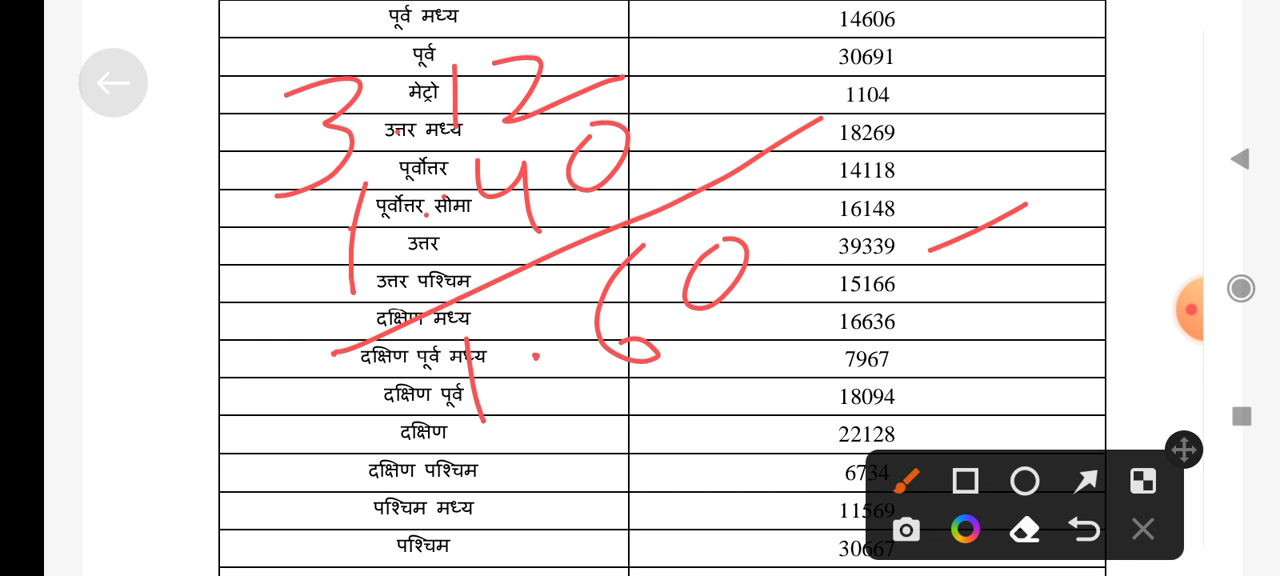 पूर्व मध्य 14606
पूर्व 30691
मेट्रो 1104
उत्तर मध्य 18269
पूर्वोत्तर 14118
पूर्वोत्तर सीमा 16148
उत्तर 39339
उत्तर पश्चिम 15166
दक्षिण मध्य 16636
दक्षिण पूर्व मध्य 7967
दक्षिण पूर्व 18094
दक्षिण 22128
दक्षिण पश्चिम 6734
पश्चिम मध्य 11569
पश्चिम 30667
3.12
1.40
1.60